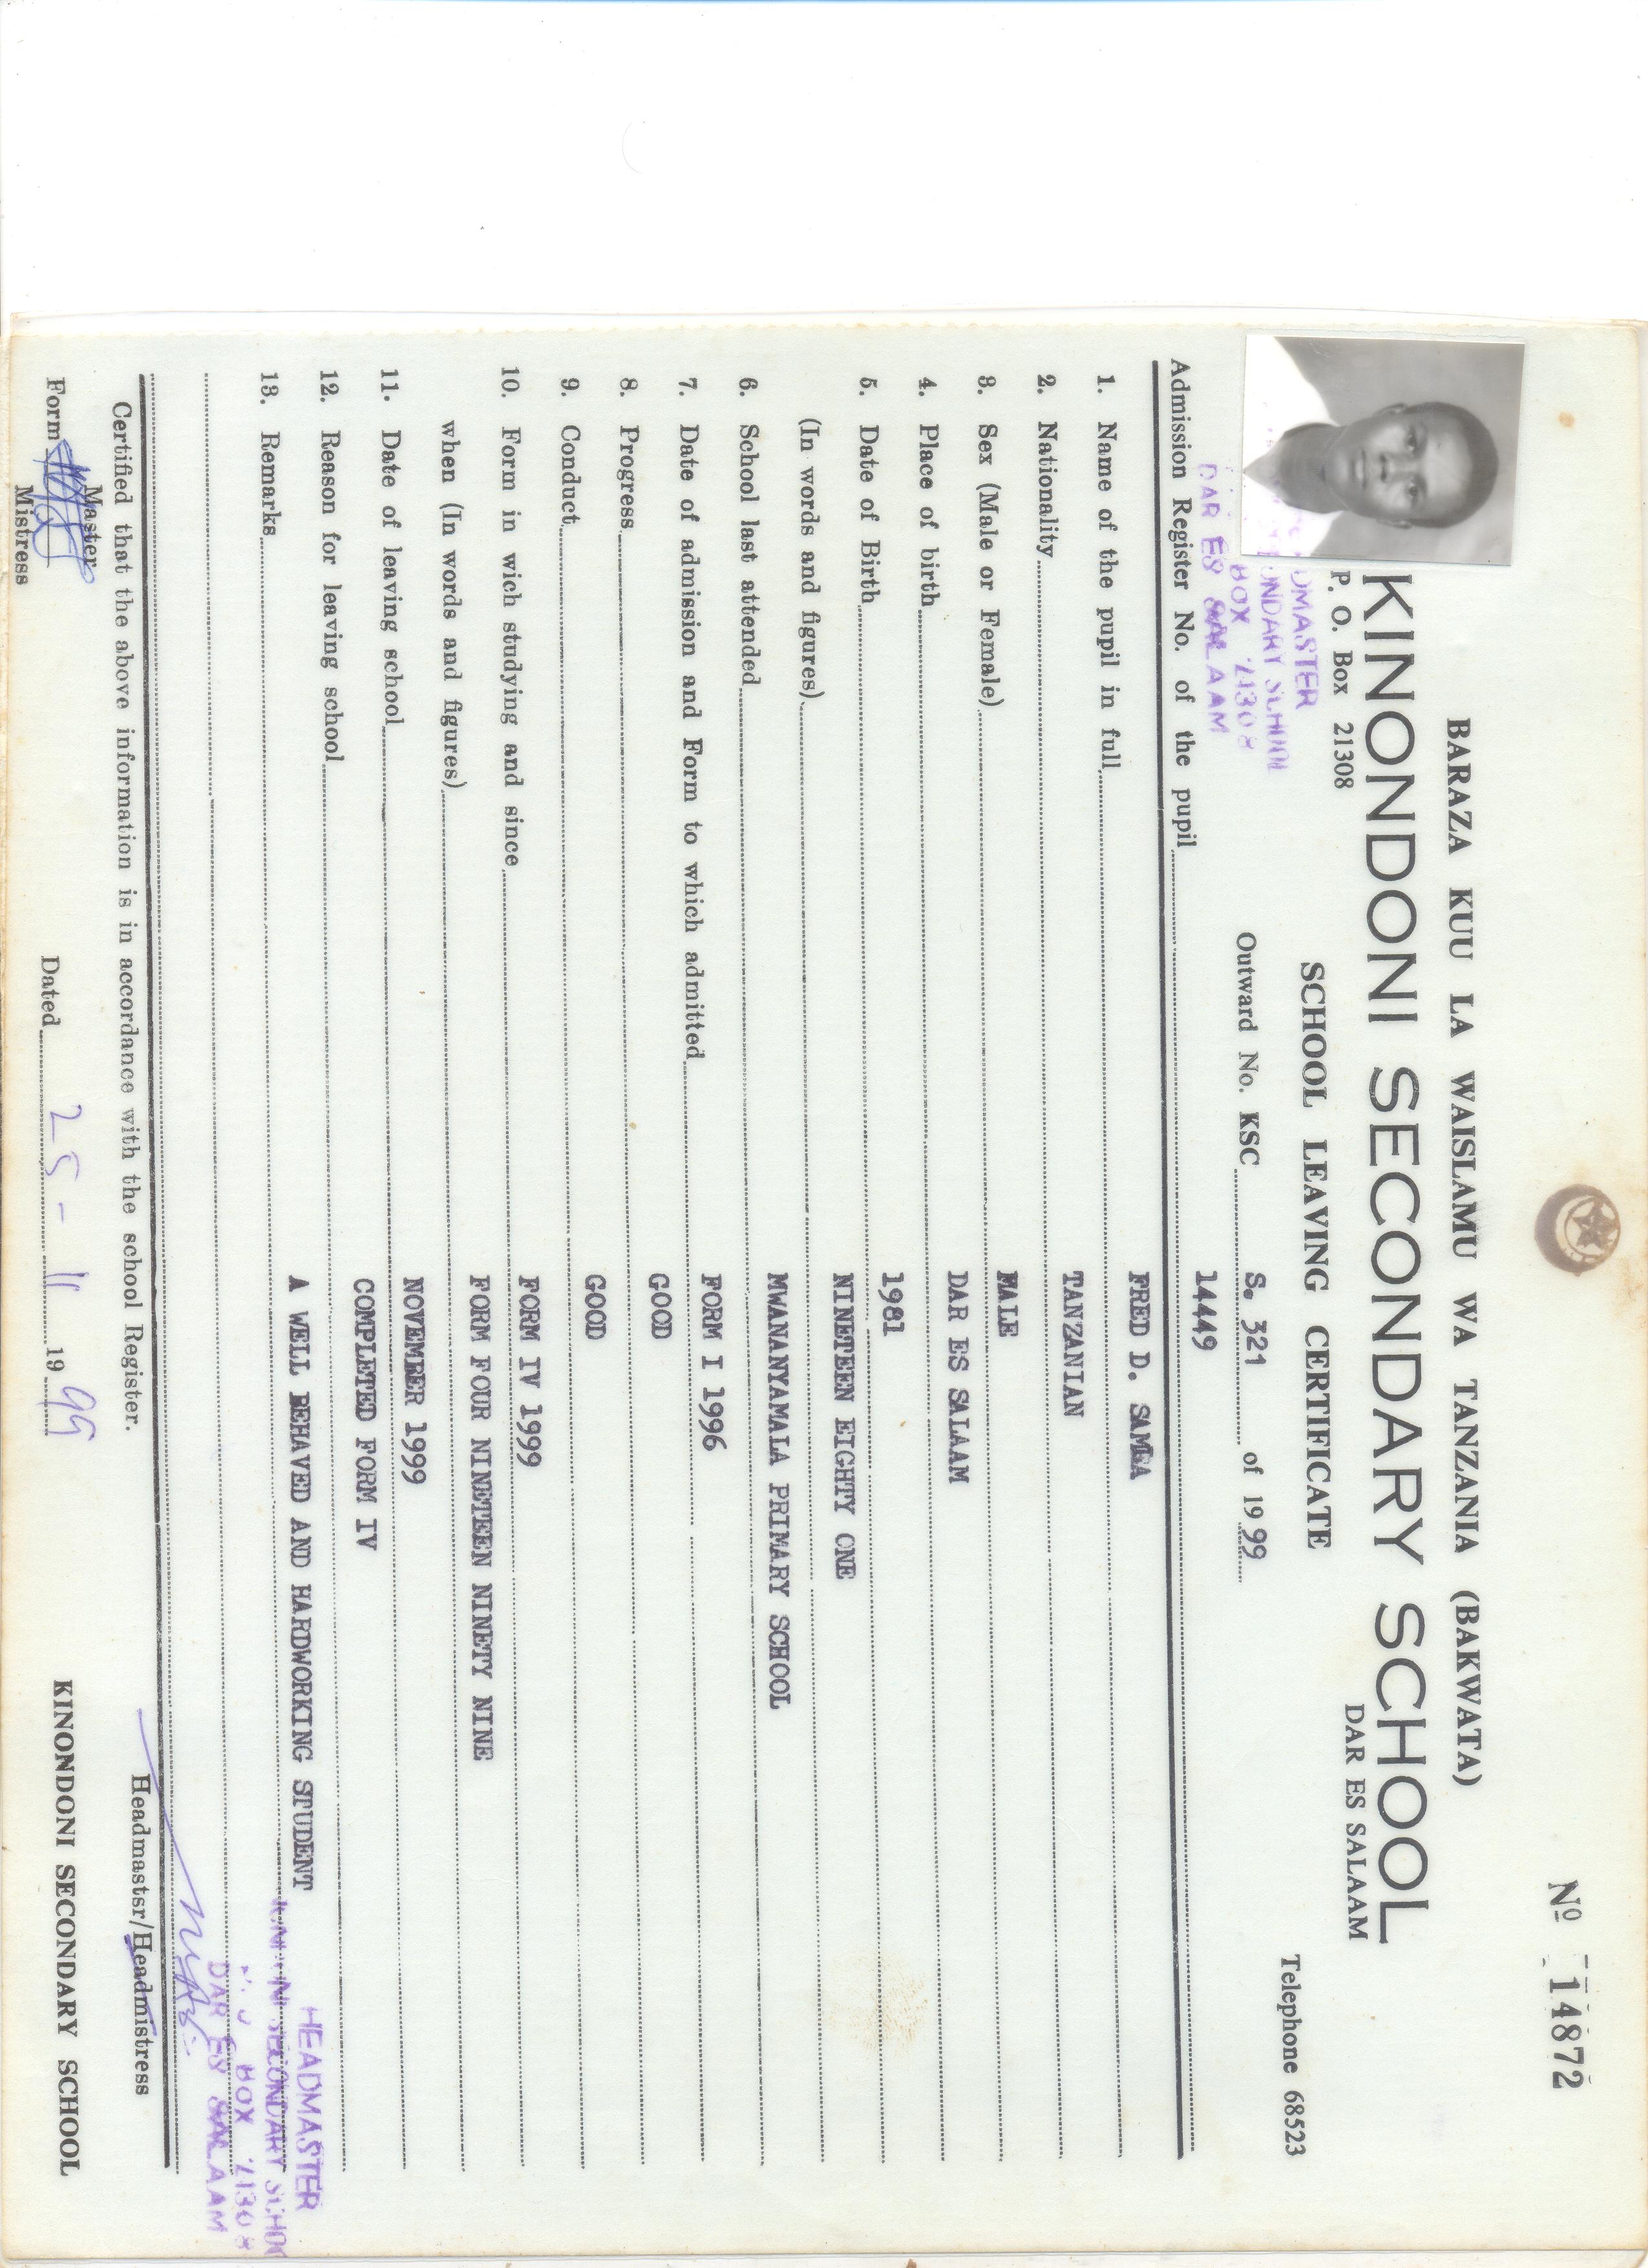 Nº 14872
BARAZA KUU LA WAISLAMU WA TANZANIA (BAKWATA)
KINONDONI SECONDARY SCHOOL
P. O. Box 21308 DAR ES SALAAM
SCHOOL LEAVING CERTIFICATE Telephone 68523
Outward No. KSC S. 321 of 1999
BOX 21308
DAR ES SALAAM
Admission Register No. of the pupil 14449
1. Name of the pupil in full FRED D.
2. Nationality TANZANIAN
3. Sex (Male or Female) MALE
4. Place of birth DAR ES SALAAM
5. Date of Birth 1981
(In words and figures) NINETEEN EIGHTY ONE
6. School last attended MWANANYAMALA PRIMARY SCHOOL
7. Date of admission and Form to which admitted FORM I 1996
8. Progress GOOD
9. Conduct GOOD
10. Form in wich studying and since FORM IV 1999
when (In words and figures) FORM FOUR NINETEEN NINETY NINE
11. Date of leaving school NOVEMBER 1999
12. Reason for leaving school COMPLETED FORM IV
13. Remarks A WELL BEHAVED AND HARDWORKING STUDENT
HEADMASTER
SECONDARY SCHOOL
BOX 21308
DAR ES SALAAM
Certified that the above information is in accordance with the school Register.
Headmastsr/Headmistress
Form Master
Mistress
Dated 25-11 1999
KINONDONI SECONDARY SCHOOL